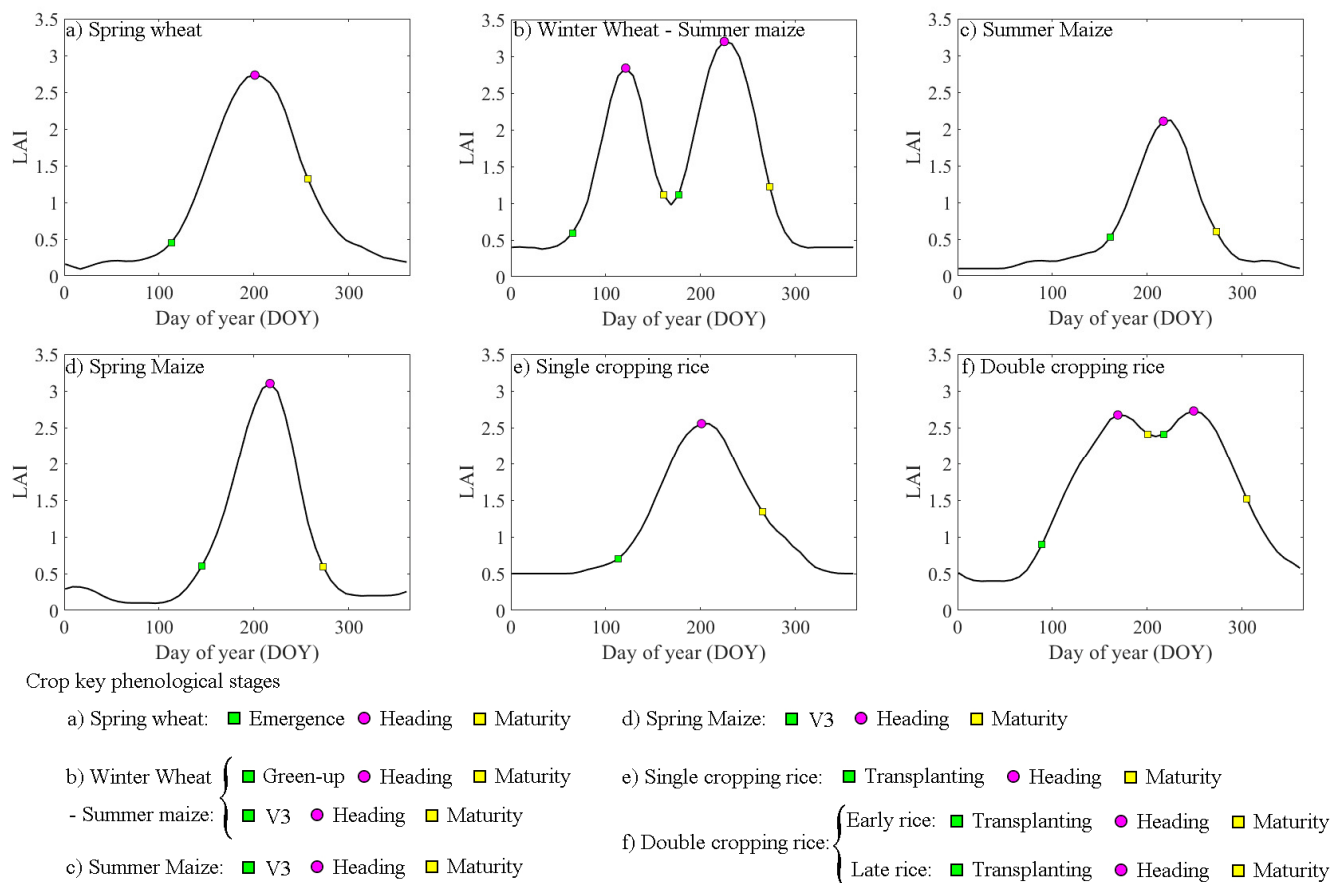 a) Spring wheat
3.5
3
2.5
2
1.5
1
0.5
0
LAI
0 100 200 300
Day of year (DOY)
b) Winter Wheat - Summer maize
3.5
3
2.5
2
1.5
1
0.5
0
LAI
0 100 200 300
Day of year (DOY)
c) Summer Maize
3.5
3
2.5
2
1.5
1
0.5
0
LAI
0 100 200 300
Day of year (DOY)
d) Spring Maize
3.5
3
2.5
2
1.5
1
0.5
0
LAI
0 100 200 300
Day of year (DOY)
e) Single cropping rice
3.5
3
2.5
2
1.5
1
0.5
0
LAI
0 100 200 300
Day of year (DOY)
f) Double cropping rice
3.5
3
2.5
2
1.5
1
0.5
0
LAI
0 100 200 300
Day of year (DOY)
Crop key phenological stages
a) Spring wheat: Emergence Heading Maturity
b) Winter Wheat Green-up Heading Maturity
- Summer maize: V3 Heading Maturity
c) Summer Maize: V3 Heading Maturity
d) Spring Maize: V3 Heading Maturity
e) Single cropping rice: Transplanting Heading Maturity
f) Double cropping rice:
Early rice: Transplanting Heading Maturity
Late rice: Transplanting Heading Maturity